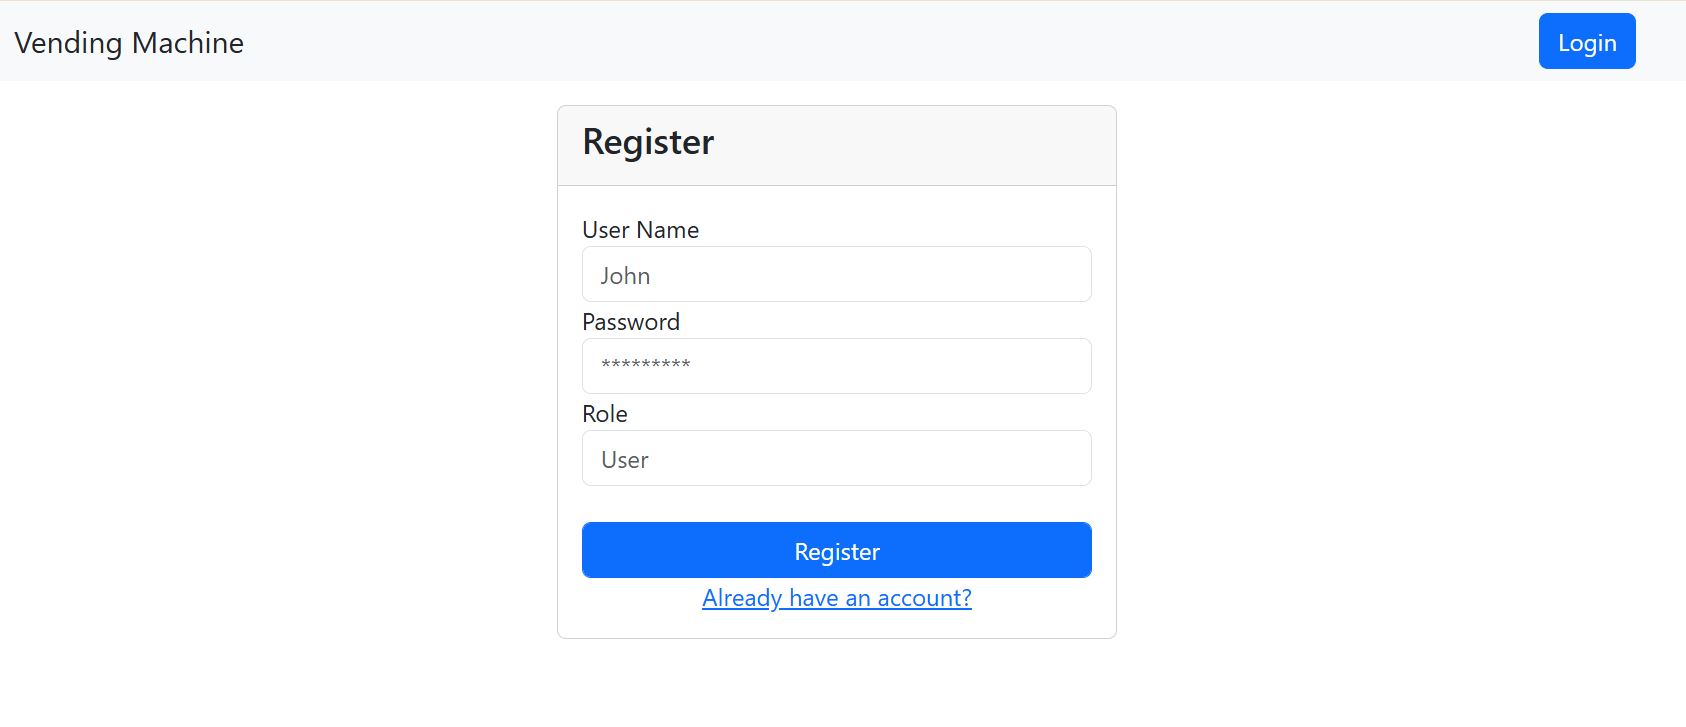 Vending Machine
Login
Register
User Name
John
Password
*********
Role
User
Register
Already have an account?